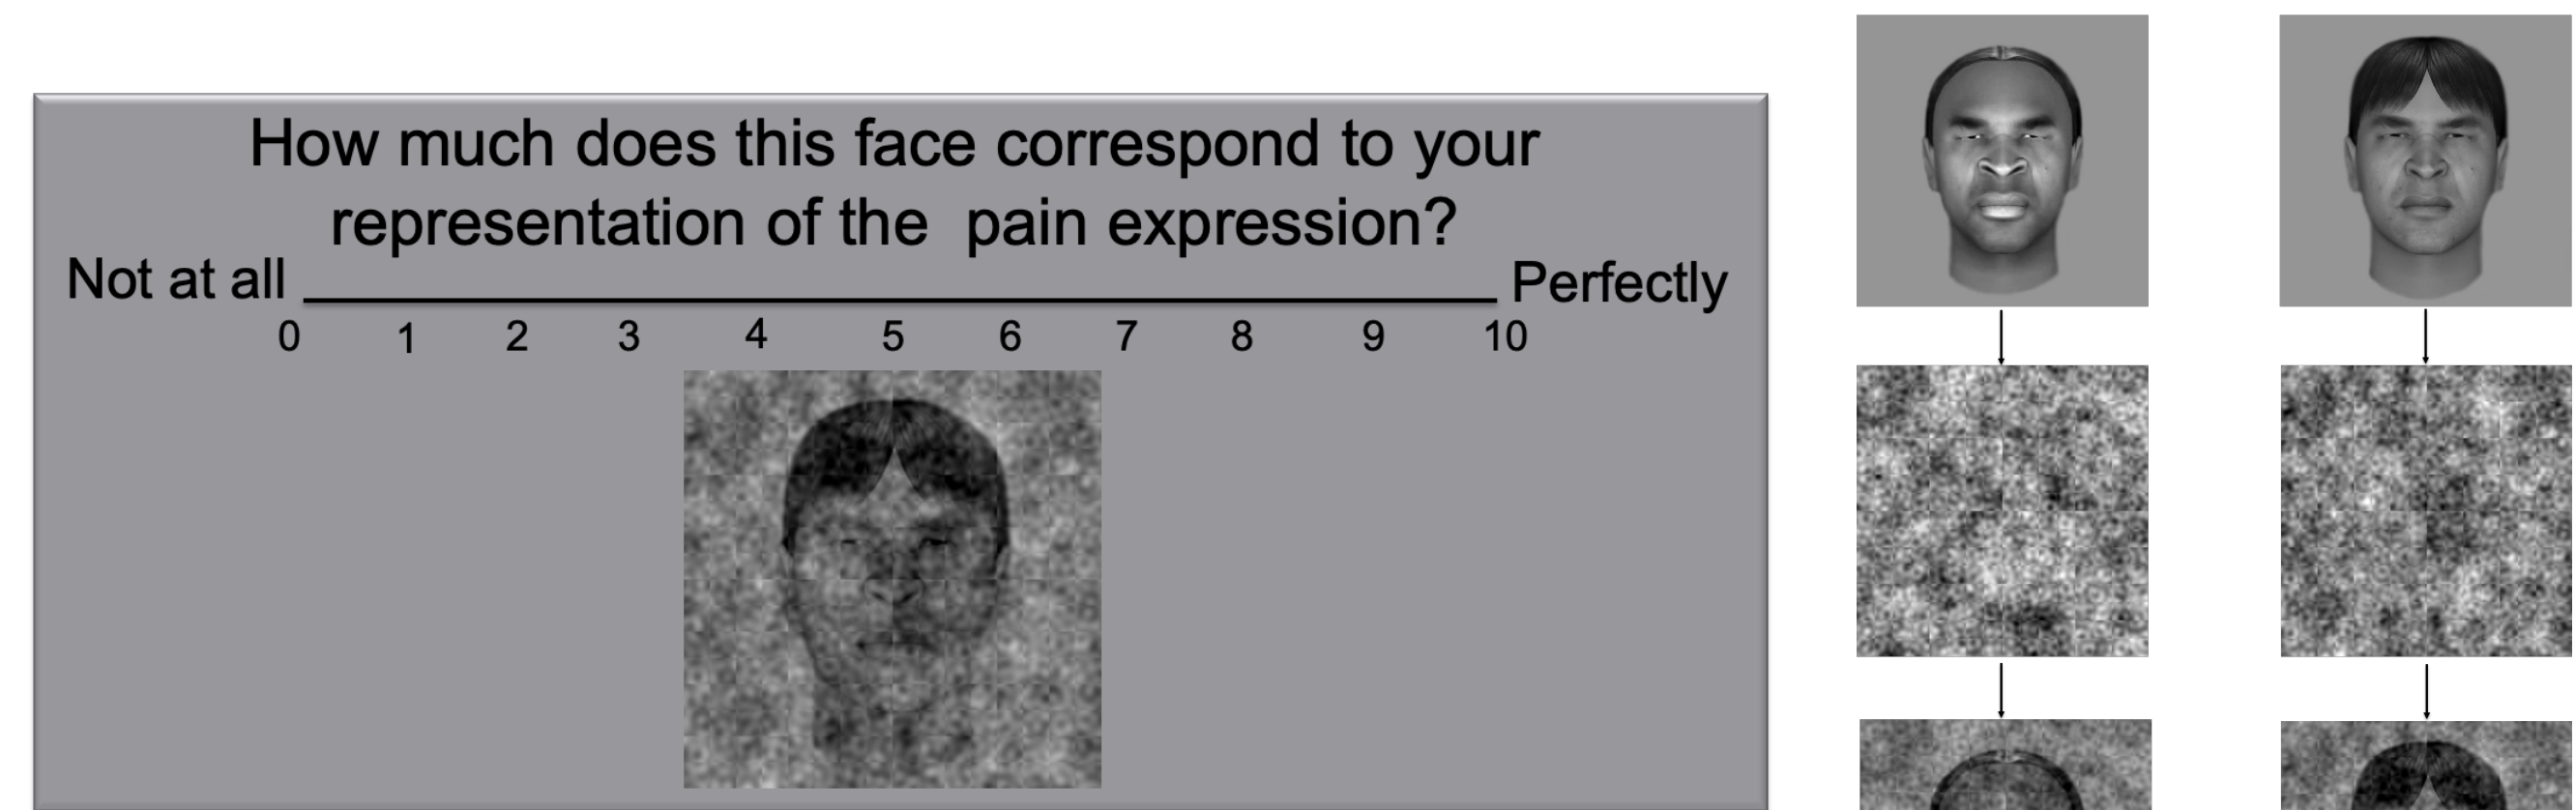 How much does this face correspond to your
representation of the  pain expression?
Not at all Perfectly
0 1 2 3 4 5 6 7 8 9 10